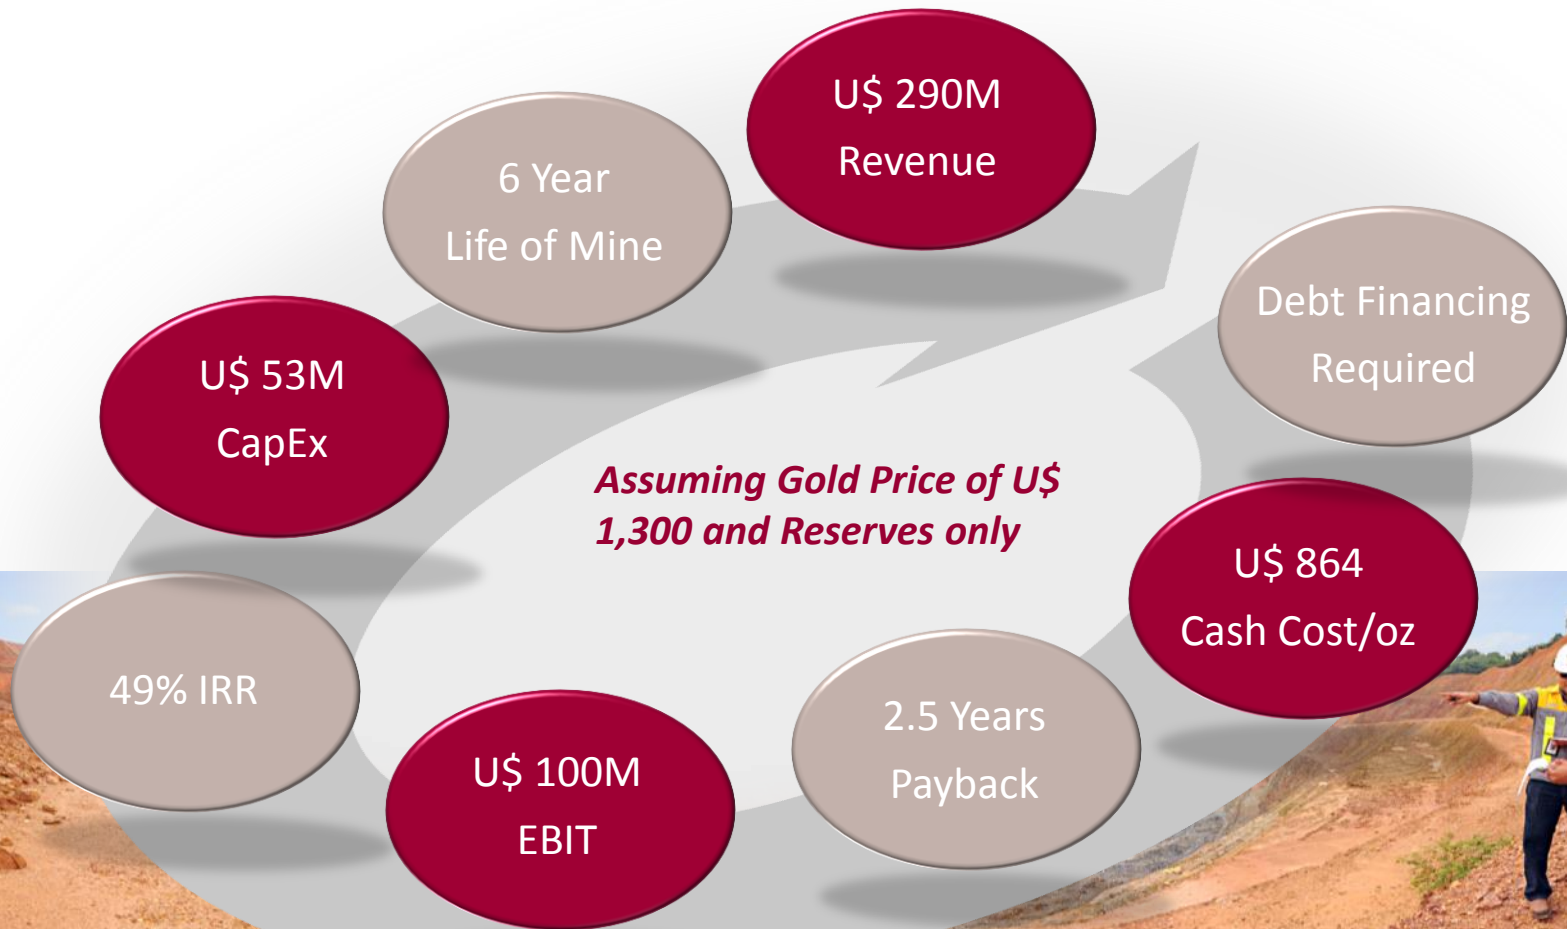 U$ 290M
Revenue
6 Year
Life of Mine
Debt Financing
Required
U$ 53M
CapEx
Assuming Gold Price of U$
1,300 and Reserves only
U$ 864
Cash Cost/oz
49% IRR
2.5 Years
Payback
U$ 100M
EBIT